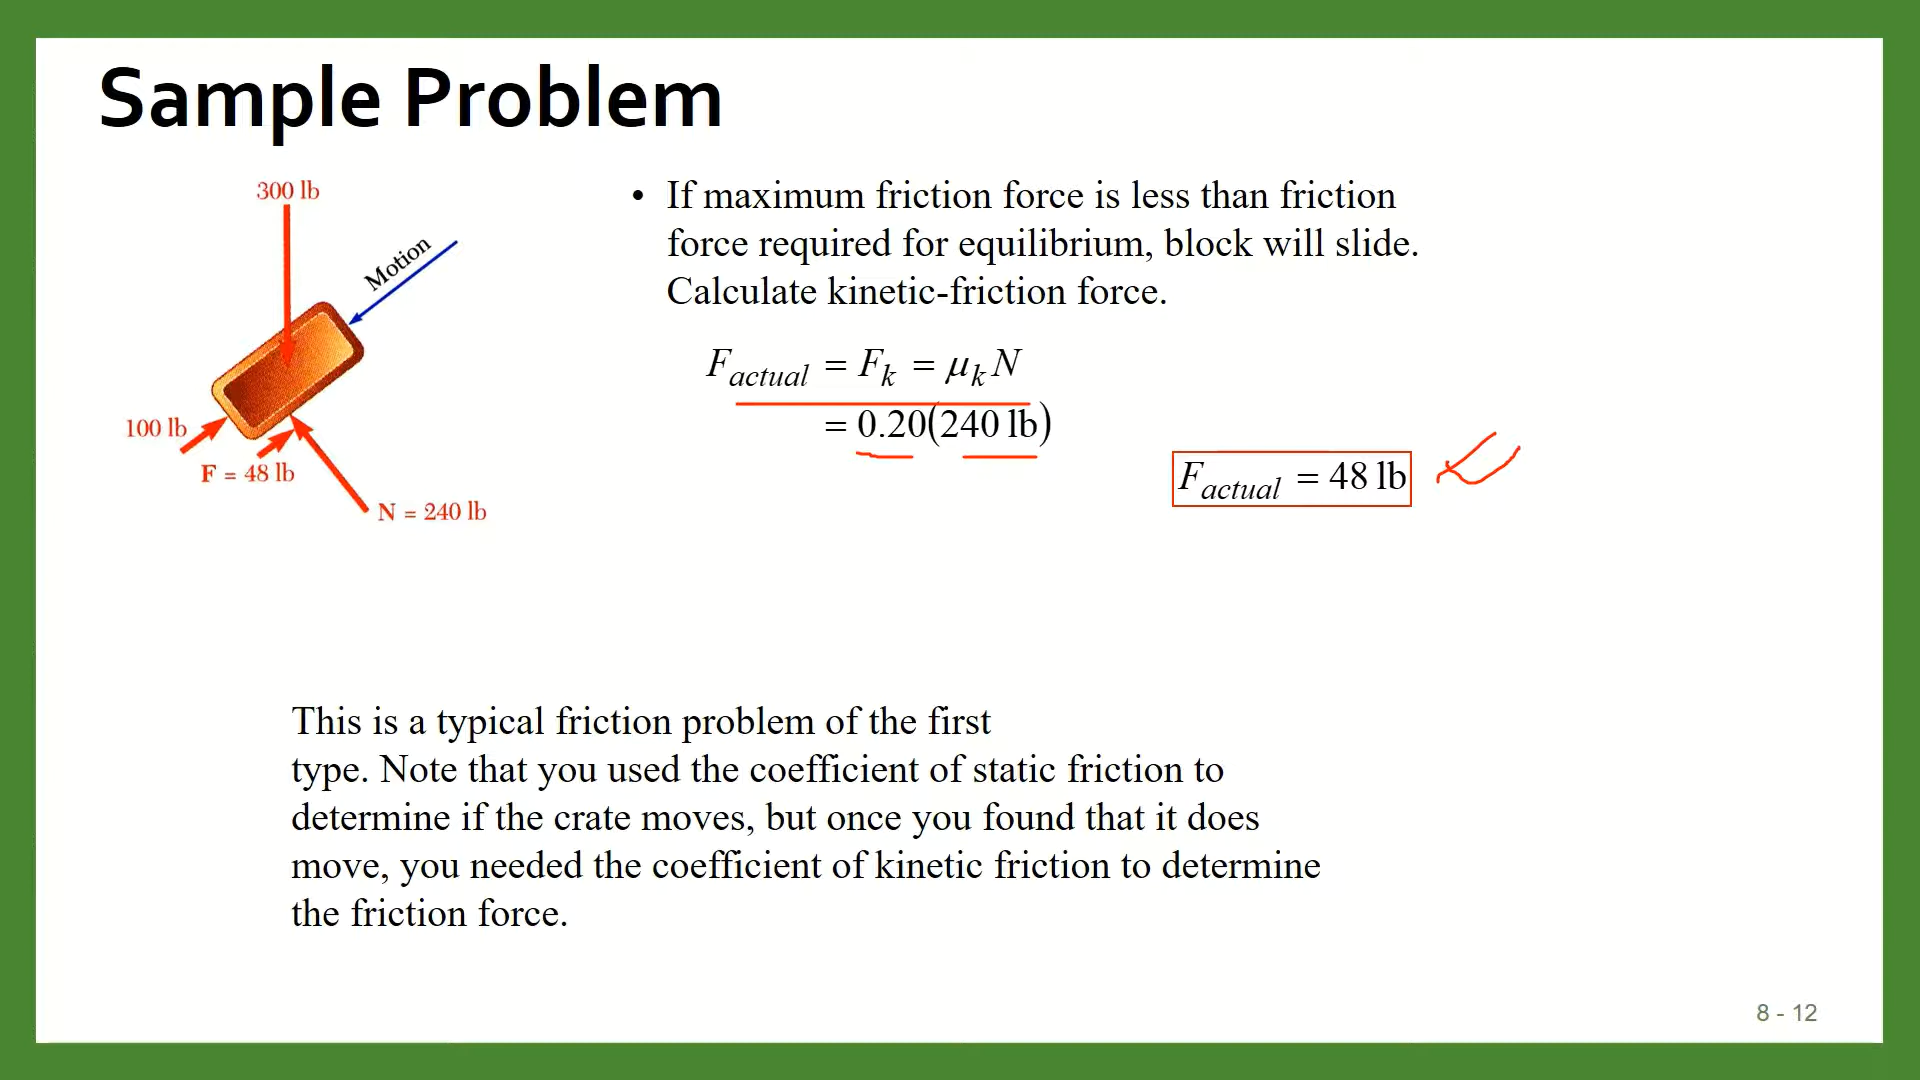 Sample Problem
300 lb
Motion
100 lb
F = 48 lb
N = 240 lb
• If maximum friction force is less than friction
force required for equilibrium, block will slide.
Calculate kinetic-friction force.
F_actual = F_k = μ_k N
= 0.20(240 lb)
F_actual = 48 lb
This is a typical friction problem of the first
type. Note that you used the coefficient of static friction to
determine if the crate moves, but once you found that it does
move, you needed the coefficient of kinetic friction to determine
the friction force.
8 - 12